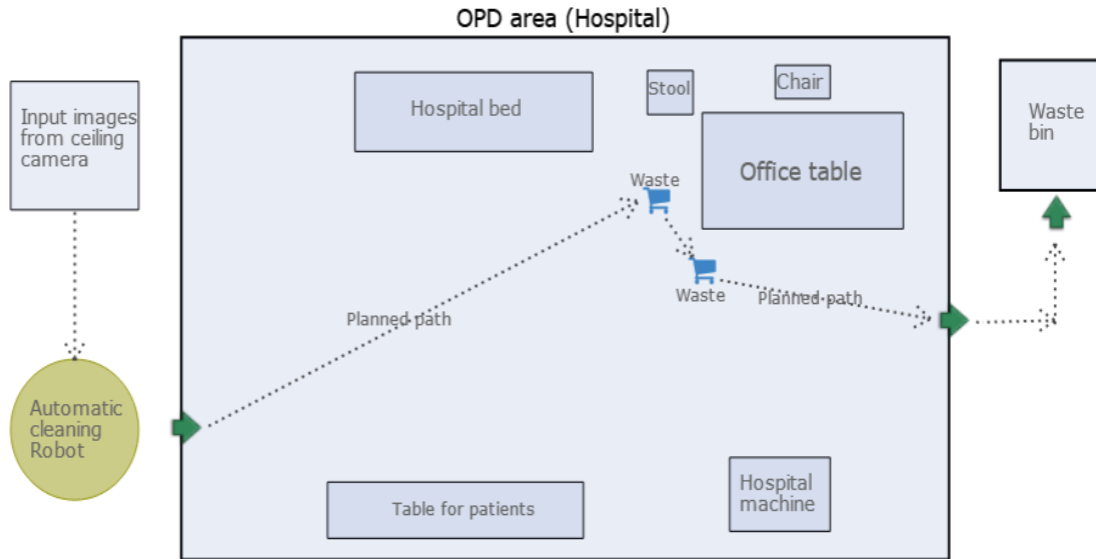 OPD area (Hospital)
Input images
from ceiling
camera
Hospital bed
Stool
Chair
Waste
bin
Office table
Waste
Waste
Planned path
Planned path
Automatic
cleaning
Robot
Table for patients
Hospital
machine